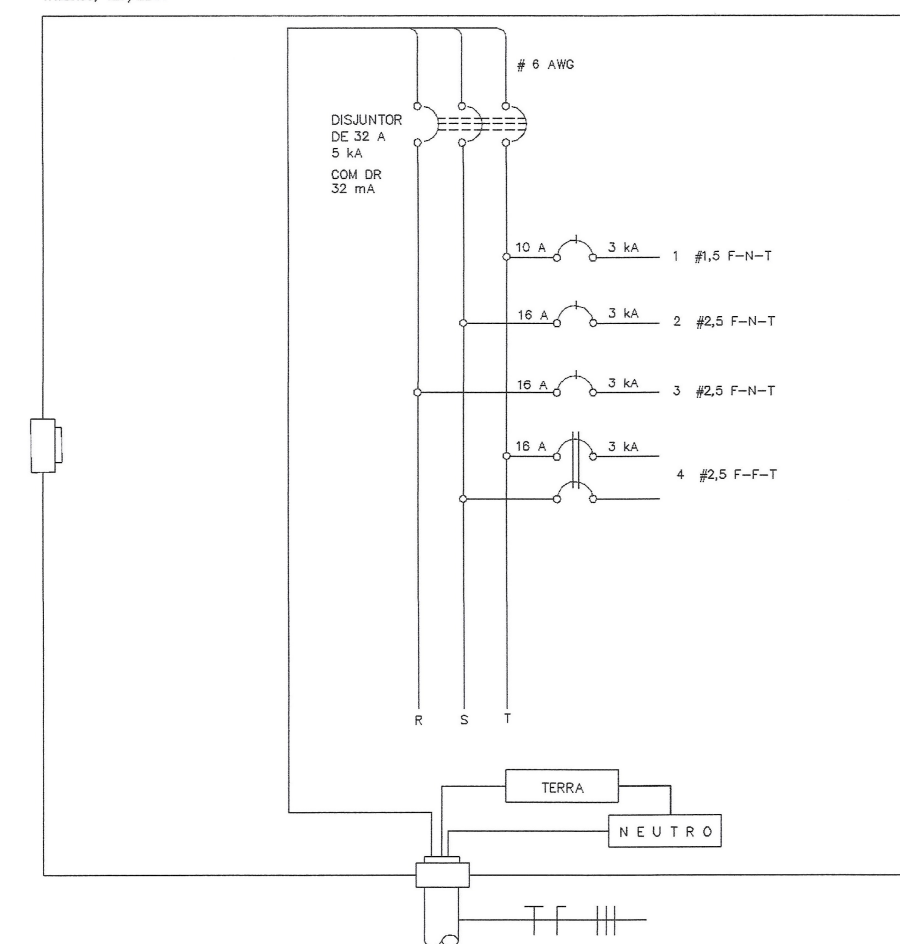 # 6 AWG
DISJUNTOR
DE 32 A
5 kA
COM DR
32 mA
10 A 3 kA 1 #1,5 F-N-T
16 A 3 kA 2 #2,5 F-N-T
16 A 3 kA 3 #2,5 F-N-T
16 A 3 kA
4 #2,5 F-F-T
R S T
TERRA
NEUTRO